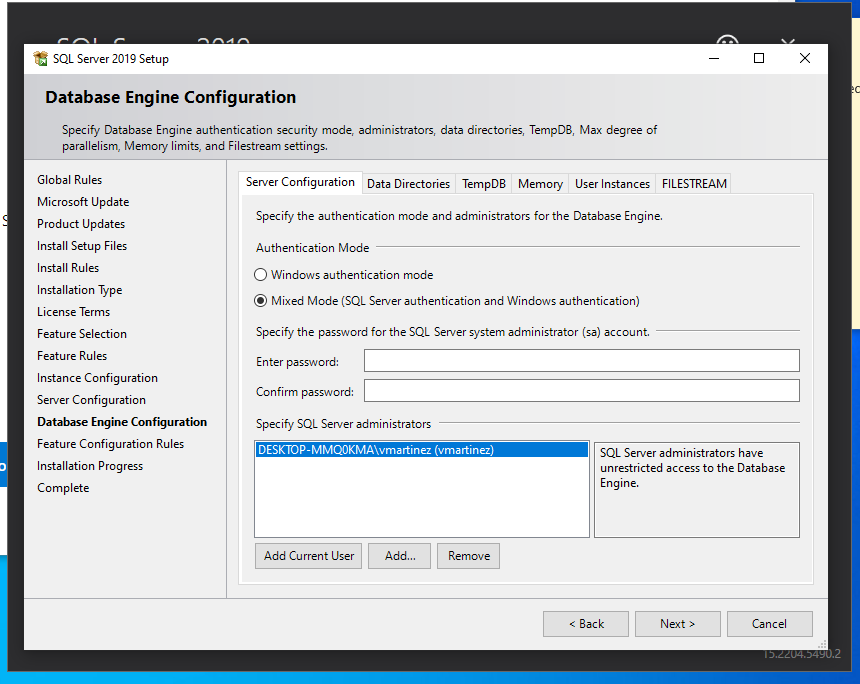 SQL Server 2019
SQL Server 2019 Setup
Database Engine Configuration
Specify Database Engine authentication security mode, administrators, data directories, TempDB, Max degree of
parallelism, Memory limits, and Filestream settings.
Global Rules
Microsoft Update
Product Updates
Install Setup Files
Install Rules
Installation Type
License Terms
Feature Selection
Feature Rules
Instance Configuration
Server Configuration
Database Engine Configuration
Feature Configuration Rules
Installation Progress
Complete
Server Configuration Data Directories TempDB Memory User Instances FILESTREAM
Specify the authentication mode and administrators for the Database Engine.
Authentication Mode
Windows authentication mode
Mixed Mode (SQL Server authentication and Windows authentication)
Specify the password for the SQL Server system administrator (sa) account.
Enter password:
Confirm password:
Specify SQL Server administrators
DESKTOP-MMQ0KMA\vmartinez (vmartinez)
SQL Server administrators have
unrestricted access to the Database
Engine.
Add Current User Add... Remove
< Back Next > Cancel
15.2204.5490.2